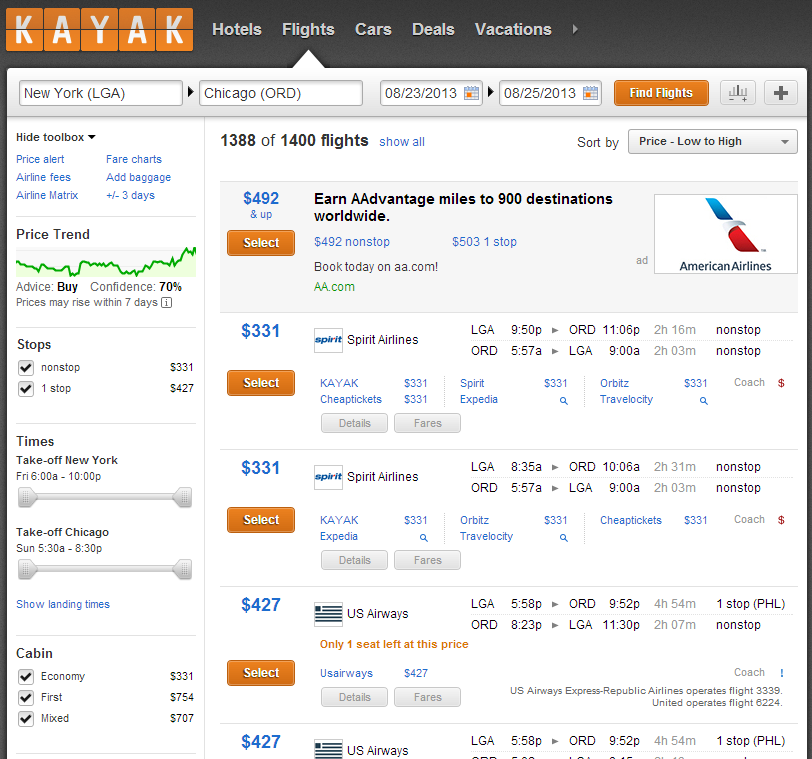 KAYAK Hotels Flights Cars Deals Vacations
New York (LGA) Chicago (ORD) 08/23/2013 08/25/2013 Find Flights
Hide toolbox
Price alert Fare charts
Airline fees Add baggage
Airline Matrix +/- 3 days
Price Trend
Advice: Buy Confidence: 70%
Prices may rise within 7 days i
Stops
nonstop $331
1 stop $427
Times
Take-off New York
Fri 6:00a - 10:00p
Take-off Chicago
Sun 5:30a - 8:30p
Show landing times
Cabin
Economy $331
First $754
Mixed $707
1388 of 1400 flights show all Sort by Price - Low to High
$492
& up
Select
Earn AAdvantage miles to 900 destinations
worldwide.
$492 nonstop $503 1 stop
Book today on aa.com!
AA.com
ad
AmericanAirlines
$331
Select
spirit Spirit Airlines
LGA 9:50p ► ORD 11:06p 2h 16m nonstop
ORD 5:57a ► LGA 9:00a 2h 03m nonstop
KAYAK $331 Spirit $331 Orbitz $331 Coach $
Cheaptickets $331 Expedia Travelocity
Details Fares
$331
Select
spirit Spirit Airlines
LGA 8:35a ► ORD 10:06a 2h 31m nonstop
ORD 5:57a ► LGA 9:00a 2h 03m nonstop
KAYAK $331 Orbitz $331 Cheaptickets $331 Coach $
Expedia Travelocity
Details Fares
$427
Select
US Airways
LGA 5:58p ► ORD 9:52p 4h 54m 1 stop (PHL)
ORD 8:23p ► LGA 11:30p 2h 07m nonstop
Only 1 seat left at this price
Usairways $427 Coach !
Details Fares
US Airways Express-Republic Airlines operates flight 3339.
United operates flight 6224.
$427
US Airways
LGA 5:58p ► ORD 9:52p 4h 54m 1 stop (PHL)